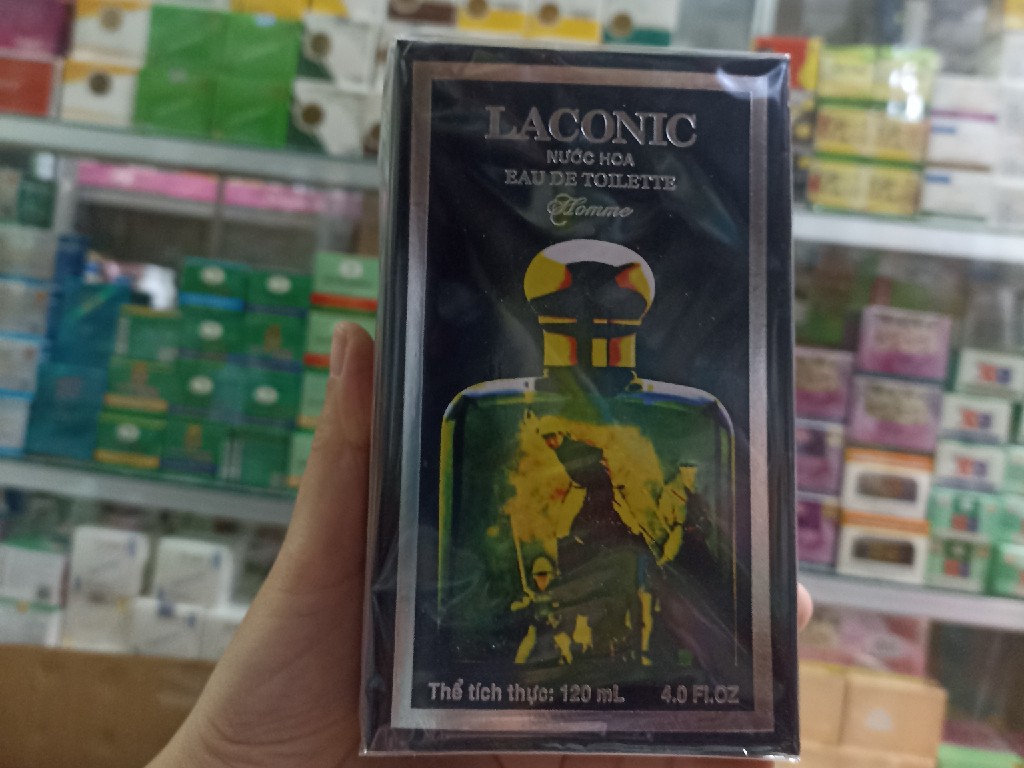 LACONIC
NƯỚC HOA
EAU DE TOILETTE
Homme
Thể tích thực: 120 mL 4.0 Fl.OZ